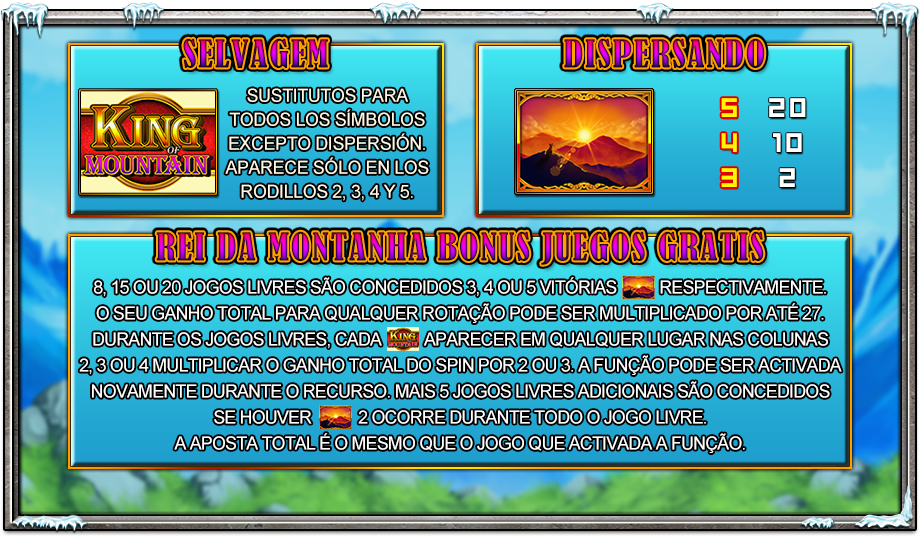 SELVAGEM
KING OF MOUNTAIN
SUSTITUTOS PARA
TODOS LOS SÍMBOLOS
EXCEPTO DISPERSIÓN.
APARECE SÓLO EN LOS
RODILLOS 2, 3, 4 Y 5.
DISPERSANDO
5 20
4 10
3 2
REI DA MONTANHA BONUS JUEGOS GRATIS
8, 15 OU 20 JOGOS LIVRES SÃO CONCEDIDOS 3, 4 OU 5 VITÓRIAS RESPECTIVAMENTE.
O SEU GANHO TOTAL PARA QUALQUER ROTAÇÃO PODE SER MULTIPLICADO POR ATÉ 27.
DURANTE OS JOGOS LIVRES, CADA KING OF MOUNTAIN APARECER EM QUALQUER LUGAR NAS COLUNAS
2, 3 OU 4 MULTIPLICAR O GANHO TOTAL DO SPIN POR 2 OU 3. A FUNÇÃO PODE SER ACTIVADA
NOVAMENTE DURANTE O RECURSO. MAIS 5 JOGOS LIVRES ADICIONAIS SÃO CONCEDIDOS
SE HOUVER 2 OCORRE DURANTE TODO O JOGO LIVRE.
A APOSTA TOTAL É O MESMO QUE O JOGO QUE ACTIVADA A FUNÇÃO.